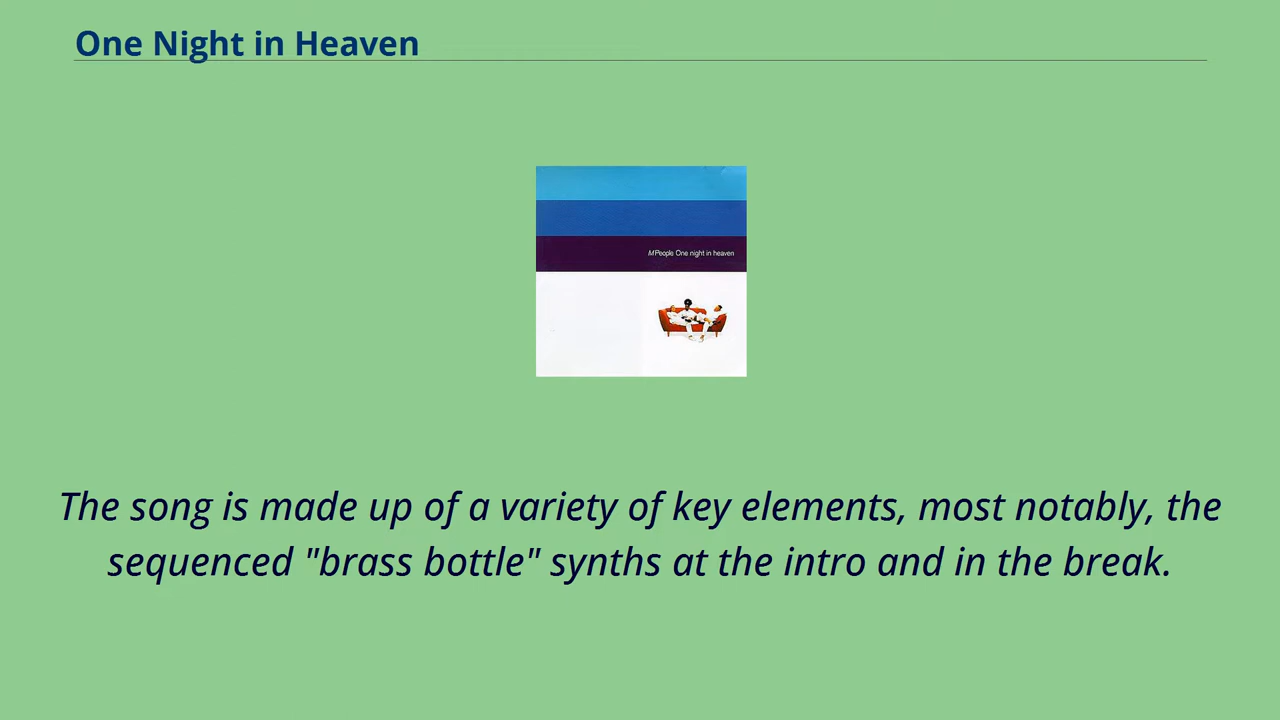 One Night in Heaven
M People One night in heaven
The song is made up of a variety of key elements, most notably, the
sequenced "brass bottle" synths at the intro and in the break.